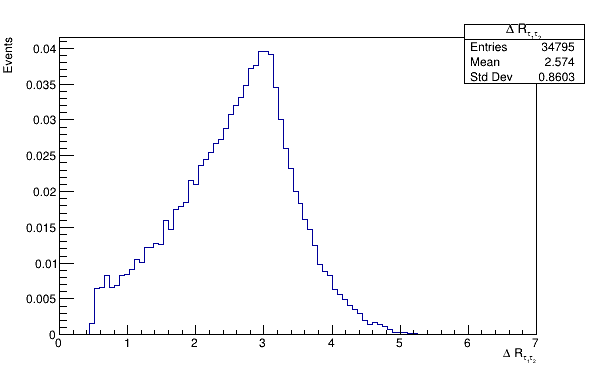 Δ R_{τ₁τ₂}
Entries 34795
Mean 2.574
Std Dev 0.8603
Events
0.04
0.035
0.03
0.025
0.02
0.015
0.01
0.005
0
0 1 2 3 4 5 6 7
Δ R_{τ₁τ₂}